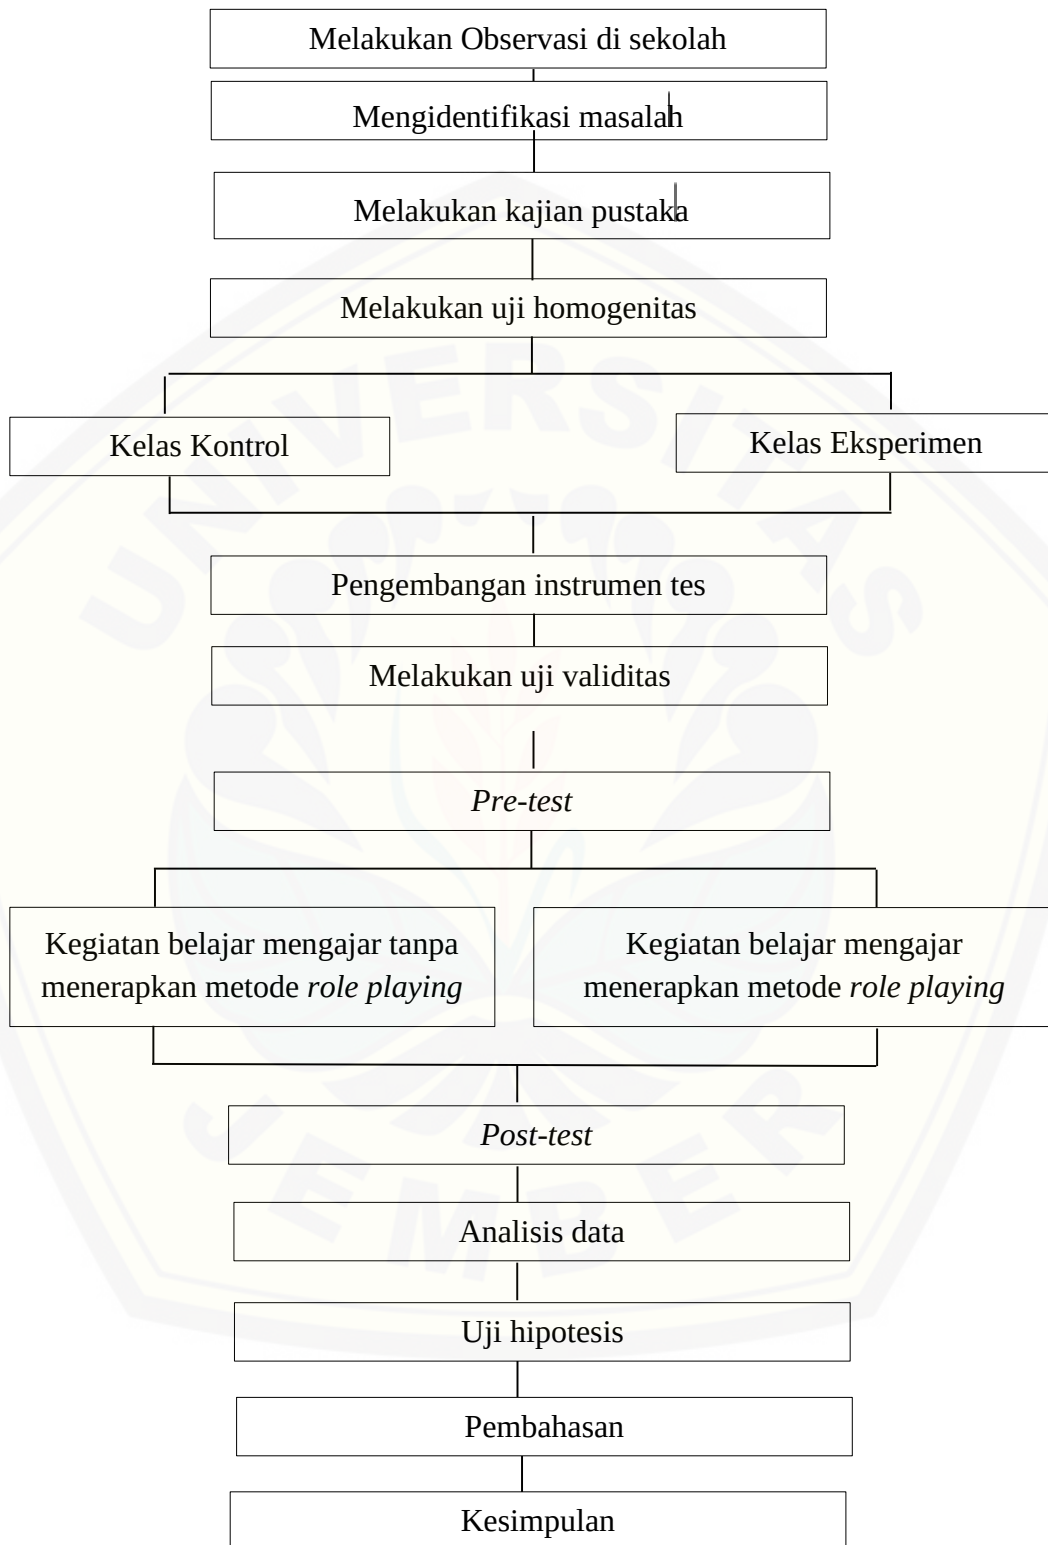 Melakukan Observasi di sekolah
Mengidentifikasi masalah
Melakukan kajian pustaka
Melakukan uji homogenitas
Kelas Kontrol
Kelas Eksperimen
Pengembangan instrumen tes
Melakukan uji validitas
Pre-test
Kegiatan belajar mengajar tanpa
menerapkan metode role playing
Kegiatan belajar mengajar
menerapkan metode role playing
Post-test
Analisis data
Uji hipotesis
Pembahasan
Kesimpulan
UNIVERSITAS
JEMBER